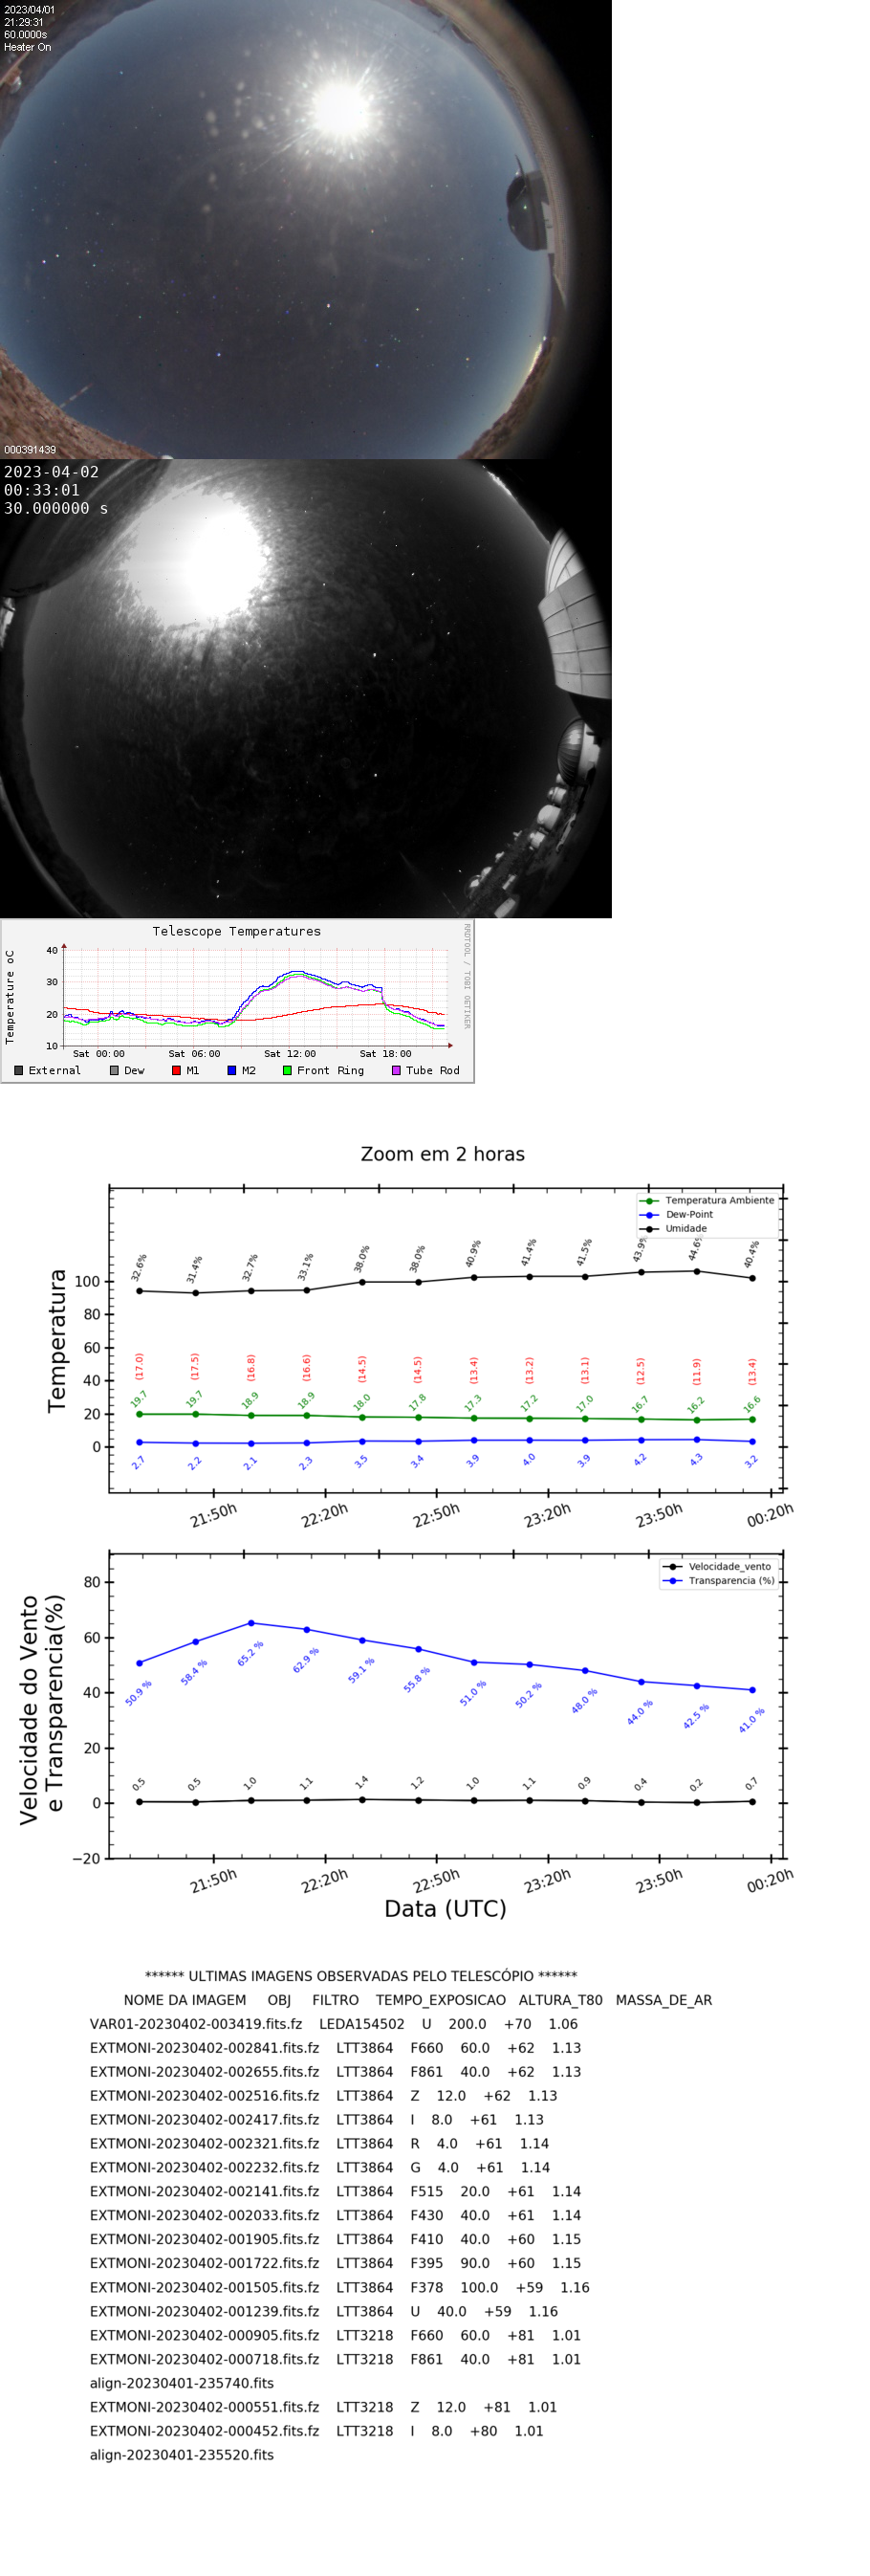 2023/04/01
21:29:31
60.0000s
Heater On
000391439
2023-04-02
00:33:01
30.000000 s
Telescope Temperatures
RRDTOOL / TOBI OETIKER
Temperature oC
40
30
20
10
Sat 00:00 Sat 06:00 Sat 12:00 Sat 18:00
External Dew M1 M2 Front Ring Tube Rod
Zoom em 2 horas
Temperatura Ambiente
Dew-Point
Umidade
Temperatura
32.6% 31.4% 32.7% 33.1% 38.0% 38.0% 40.9% 41.4% 41.5% 43.9% 44.6% 40.4%
100
80
60
40
20
0
(17.0) (17.5) (16.8) (16.6) (14.5) (14.5) (13.4) (13.2) (13.1) (12.5) (11.9) (13.4)
19.7 19.7 18.9 18.9 18.0 17.8 17.3 17.2 17.0 16.7 16.2 16.6
2.7 2.2 2.1 2.3 3.5 3.4 3.9 4.0 3.9 4.2 4.3 3.2
21:50h 22:20h 22:50h 23:20h 23:50h 00:20h
Velocidade_vento
Transparencia (%)
Velocidade do Vento
e Transparencia(%)
80
60
40
20
0
−20
50.9 % 58.4 % 65.2 % 62.9 % 59.1 % 55.8 % 51.0 % 50.2 % 48.0 % 44.0 % 42.5 % 41.0 %
0.5 0.5 1.0 1.1 1.4 1.2 1.0 1.1 0.9 0.4 0.2 0.7
21:50h 22:20h 22:50h 23:20h 23:50h 00:20h
Data (UTC)
****** ULTIMAS IMAGENS OBSERVADAS PELO TELESCÓPIO ******
NOME DA IMAGEM OBJ FILTRO TEMPO_EXPOSICAO ALTURA_T80 MASSA_DE_AR
VAR01-20230402-003419.fits.fz LEDA154502 U 200.0 +70 1.06
EXTMONI-20230402-002841.fits.fz LTT3864 F660 60.0 +62 1.13
EXTMONI-20230402-002655.fits.fz LTT3864 F861 40.0 +62 1.13
EXTMONI-20230402-002516.fits.fz LTT3864 Z 12.0 +62 1.13
EXTMONI-20230402-002417.fits.fz LTT3864 I 8.0 +61 1.13
EXTMONI-20230402-002321.fits.fz LTT3864 R 4.0 +61 1.14
EXTMONI-20230402-002232.fits.fz LTT3864 G 4.0 +61 1.14
EXTMONI-20230402-002141.fits.fz LTT3864 F515 20.0 +61 1.14
EXTMONI-20230402-002033.fits.fz LTT3864 F430 40.0 +61 1.14
EXTMONI-20230402-001905.fits.fz LTT3864 F410 40.0 +60 1.15
EXTMONI-20230402-001722.fits.fz LTT3864 F395 90.0 +60 1.15
EXTMONI-20230402-001505.fits.fz LTT3864 F378 100.0 +59 1.16
EXTMONI-20230402-001239.fits.fz LTT3864 U 40.0 +59 1.16
EXTMONI-20230402-000905.fits.fz LTT3218 F660 60.0 +81 1.01
EXTMONI-20230402-000718.fits.fz LTT3218 F861 40.0 +81 1.01
align-20230401-235740.fits
EXTMONI-20230402-000551.fits.fz LTT3218 Z 12.0 +81 1.01
EXTMONI-20230402-000452.fits.fz LTT3218 I 8.0 +80 1.01
align-20230401-235520.fits